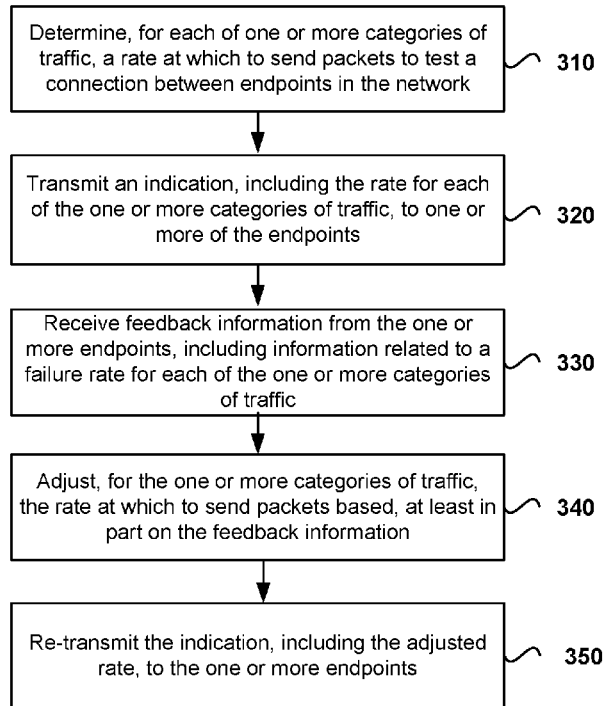 Determine, for each of one or more categories of
traffic, a rate at which to send packets to test a
connection between endpoints in the network
310
Transmit an indication, including the rate for each
of the one or more categories of traffic, to one or
more of the endpoints
320
Receive feedback information from the one or
more endpoints, including information related to a
failure rate for each of the one or more categories
of traffic
330
Adjust, for the one or more categories of traffic,
the rate at which to send packets based, at least in
part on the feedback information
340
Re-transmit the indication, including the adjusted
rate, to the one or more endpoints
350